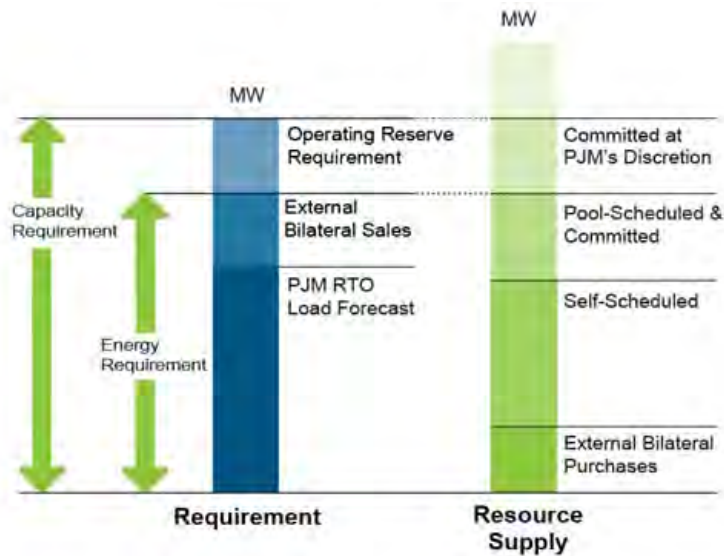 MW
MW
Operating Reserve
Requirement
Committed at
PJM's Discretion
Capacity
Requirement
External
Bilateral Sales
Pool-Scheduled &
Committed
PJM RTO
Load Forecast
Self-Scheduled
Energy
Requirement
External Bilateral
Purchases
Requirement
Resource
Supply